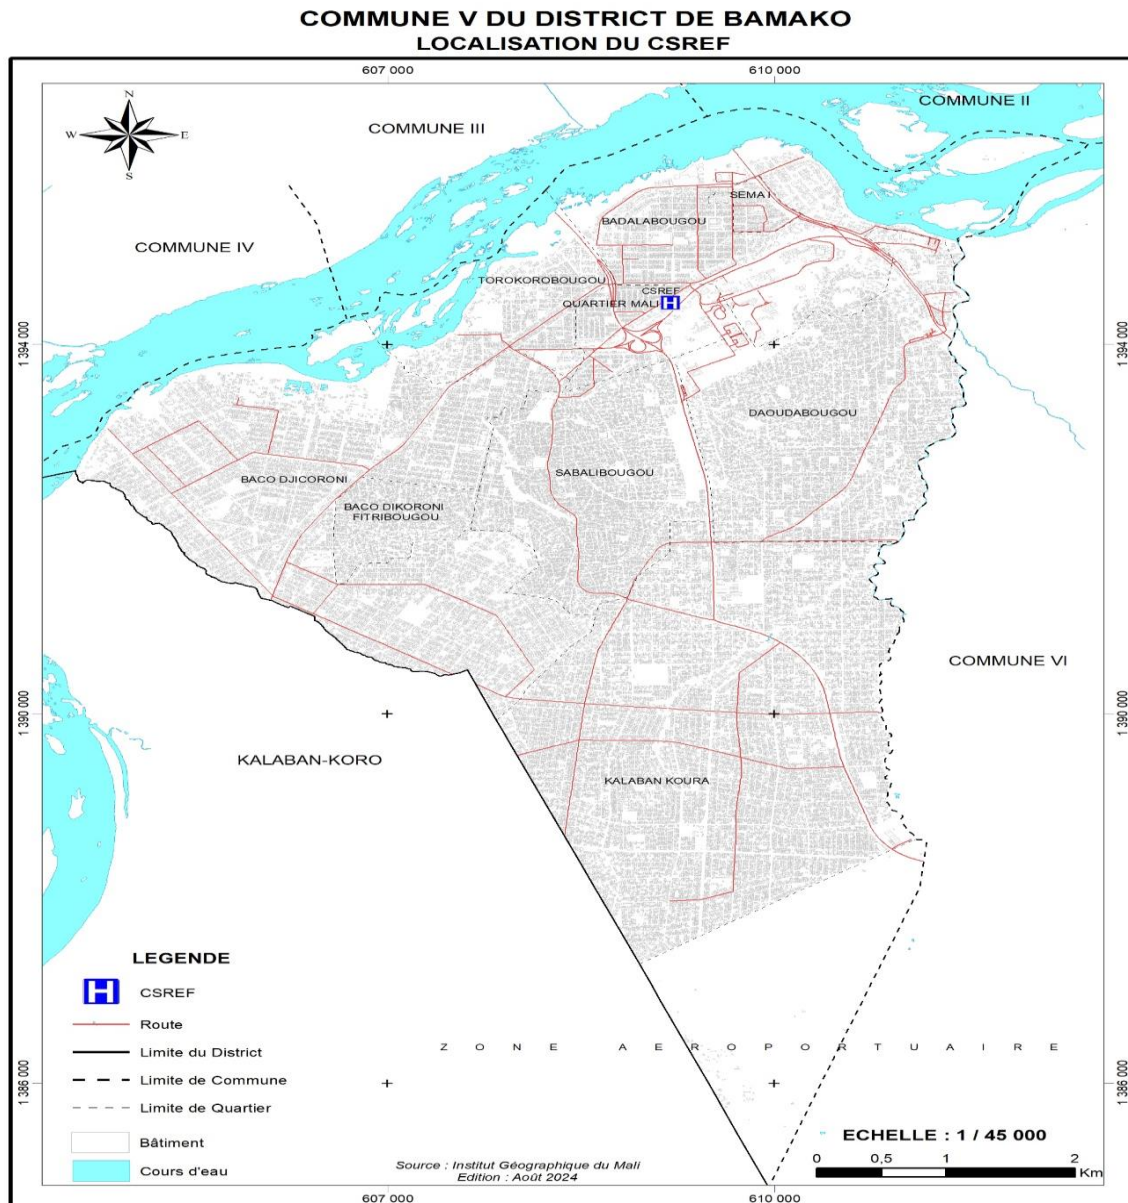 COMMUNE V DU DISTRICT DE BAMAKO
LOCALISATION DU CSREF
607 000
610 000
N
W
E
S
COMMUNE III
COMMUNE II
COMMUNE IV
SEMA I
BADALABOUGOU
TOROKOROBOUGOU
CSREF
QUARTIER MALI
H
1 394 000
1 394 000
DAOUDABOUGOU
SABALIBOUGOU
BACO DJICORONI
BACO DIKORONI
FITRIBOUGOU
COMMUNE VI
1 390 000
1 390 000
KALABAN-KORO
KALABAN KOURA
LEGENDE
H
CSREF
Route
Limite du District
Limite de Commune
Limite de Quartier
Bâtiment
Cours d'eau
ZONE AEROPORTUAIRE
1 386 000
1 386 000
Source : Institut Géographique du Mali
Edition : Août 2024
ECHELLE : 1 / 45 000
0 0,5 1 2
Km
607 000
610 000